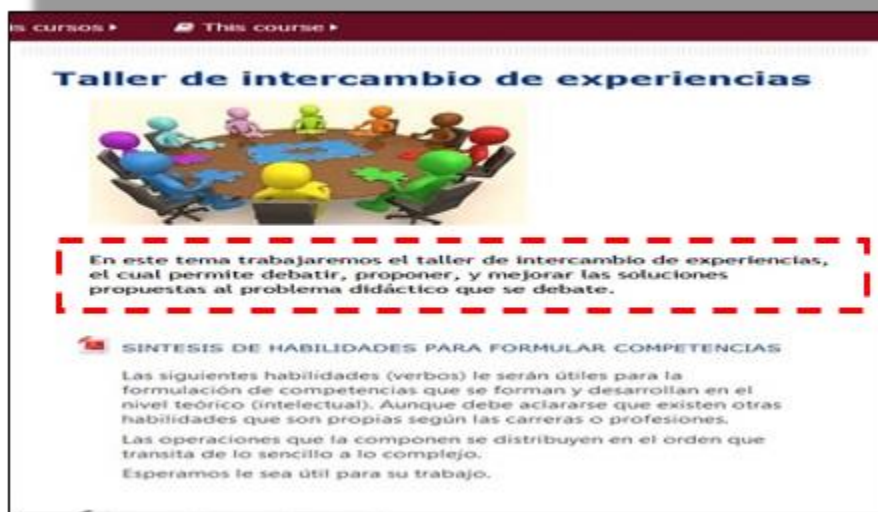 is cursos
This course
Taller de intercambio de experiencias
En este tema trabajaremos el taller de intercambio de experiencias,
el cual permite debatir, proponer, y mejorar las soluciones
propuestas al problema didáctico que se debate.
SINTESIS DE HABILIDADES PARA FORMULAR COMPETENCIAS
Las siguientes habilidades (verbos) le serán útiles para la
formulación de competencias que se forman y desarrollan en el
nivel teórico (intelectual). Aunque debe aclararse que existen otras
habilidades que son propias según las carreras o profesiones.
Las operaciones que la componen se distribuyen en el orden que
transita de lo sencillo a lo complejo.
Esperamos le sea útil para su trabajo.